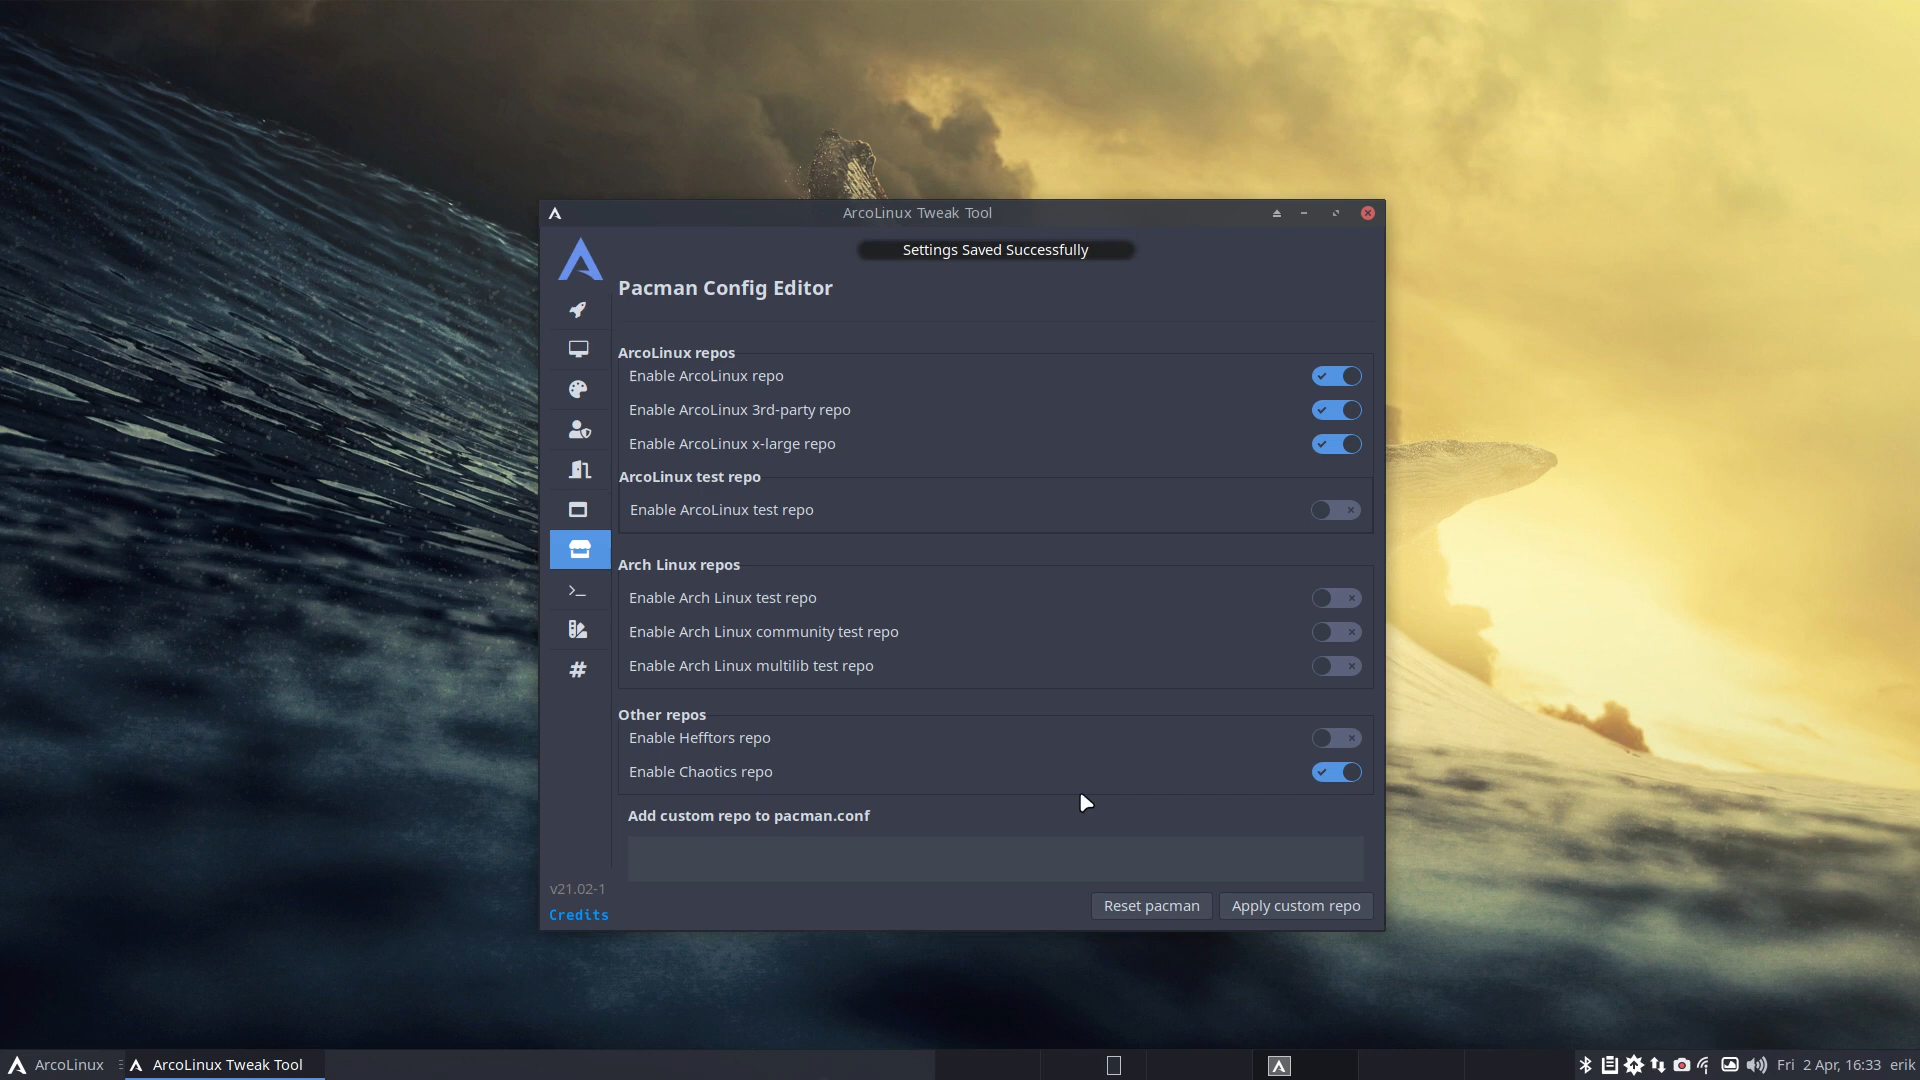 ArcoLinux Tweak Tool
Settings Saved Successfully
Pacman Config Editor
ArcoLinux repos
Enable ArcoLinux repo
Enable ArcoLinux 3rd-party repo
Enable ArcoLinux x-large repo
ArcoLinux test repo
Enable ArcoLinux test repo
Arch Linux repos
Enable Arch Linux test repo
Enable Arch Linux community test repo
Enable Arch Linux multilib test repo
Other repos
Enable Hefftors repo
Enable Chaotics repo
Add custom repo to pacman.conf
v21.02-1
Credits
Reset pacman
Apply custom repo
ArcoLinux
ArcoLinux Tweak Tool
Fri 2 Apr, 16:33
erik